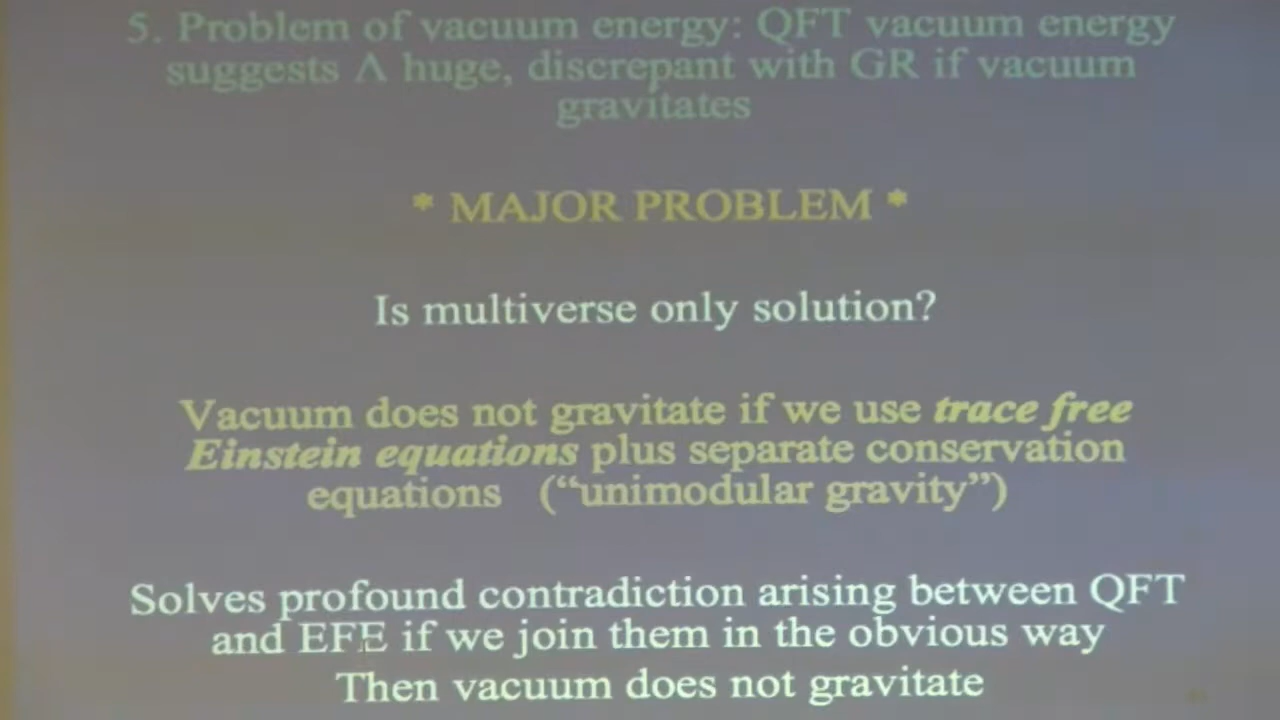 5. Problem of vacuum energy: QFT vacuum energy
suggests Λ huge, discrepant with GR if vacuum
gravitates
* MAJOR PROBLEM *
Is multiverse only solution?
Vacuum does not gravitate if we use trace free
Einstein equations plus separate conservation
equations (“unimodular gravity”)
Solves profound contradiction arising between QFT
and EFE if we join them in the obvious way
Then vacuum does not gravitate